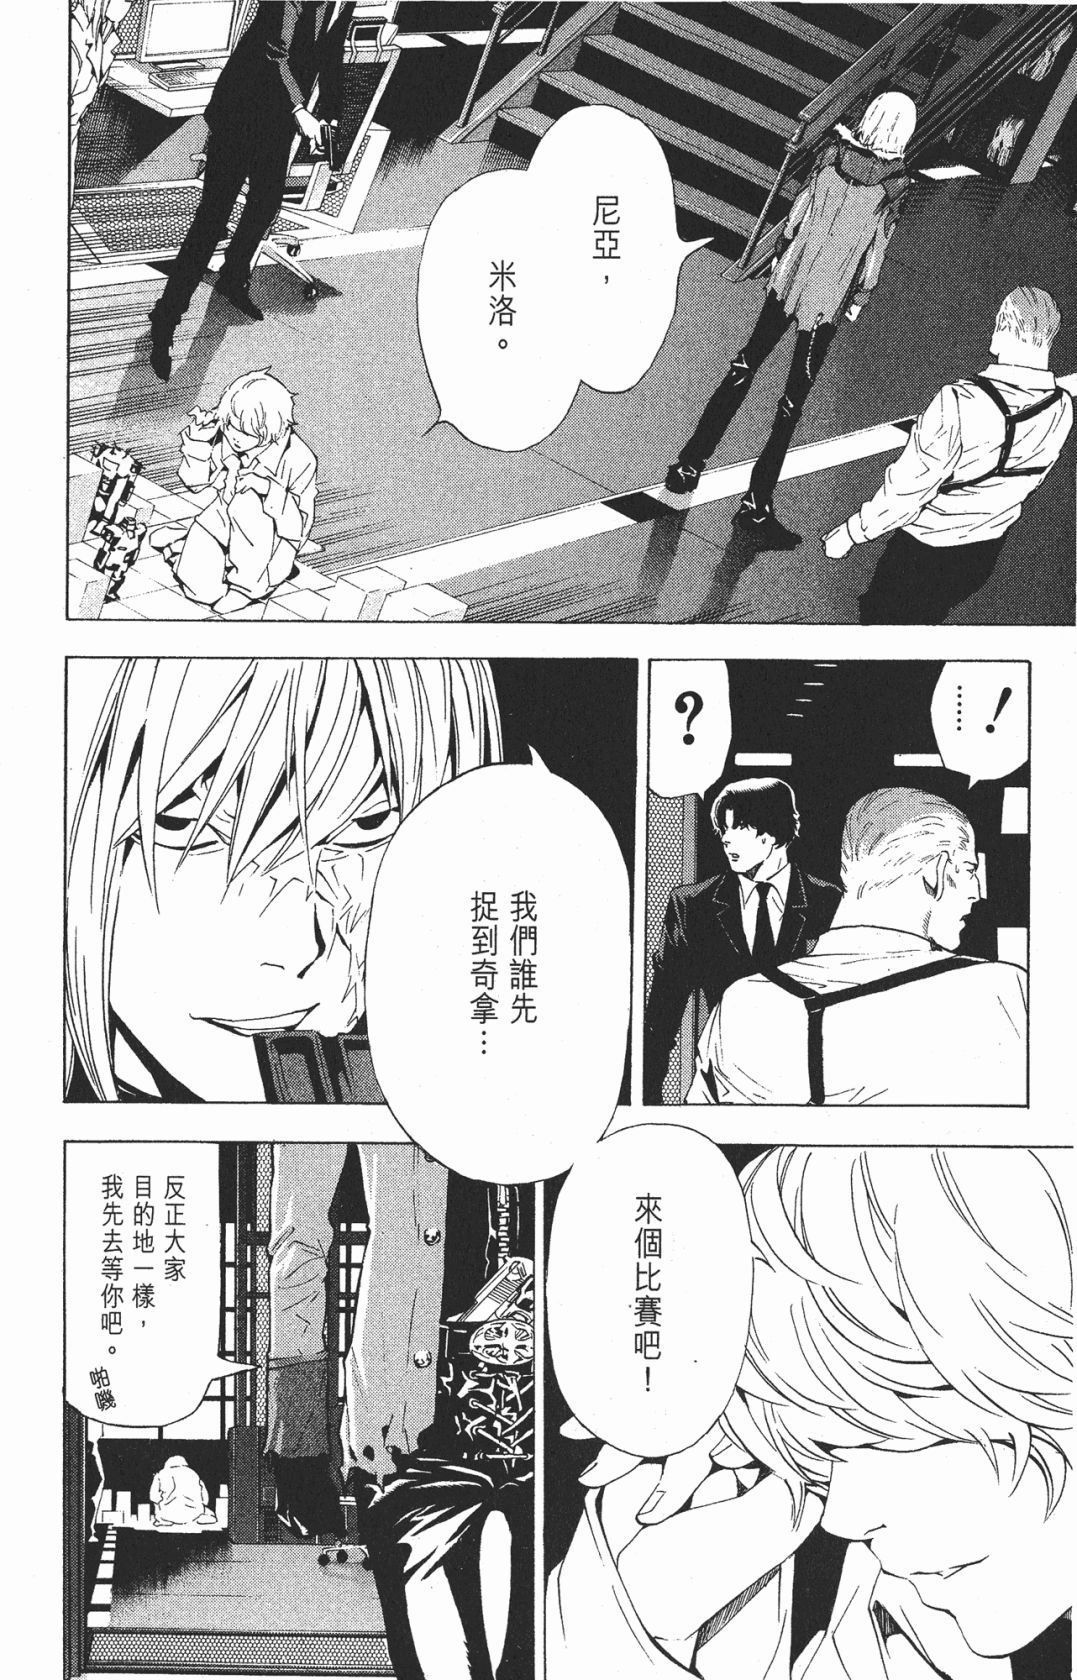 尼亞，
米洛。
……！
？
我們誰先
捉到奇拿…
來個比賽吧！
反正大家
目的地一樣，
我先去等你吧。
啪嘰